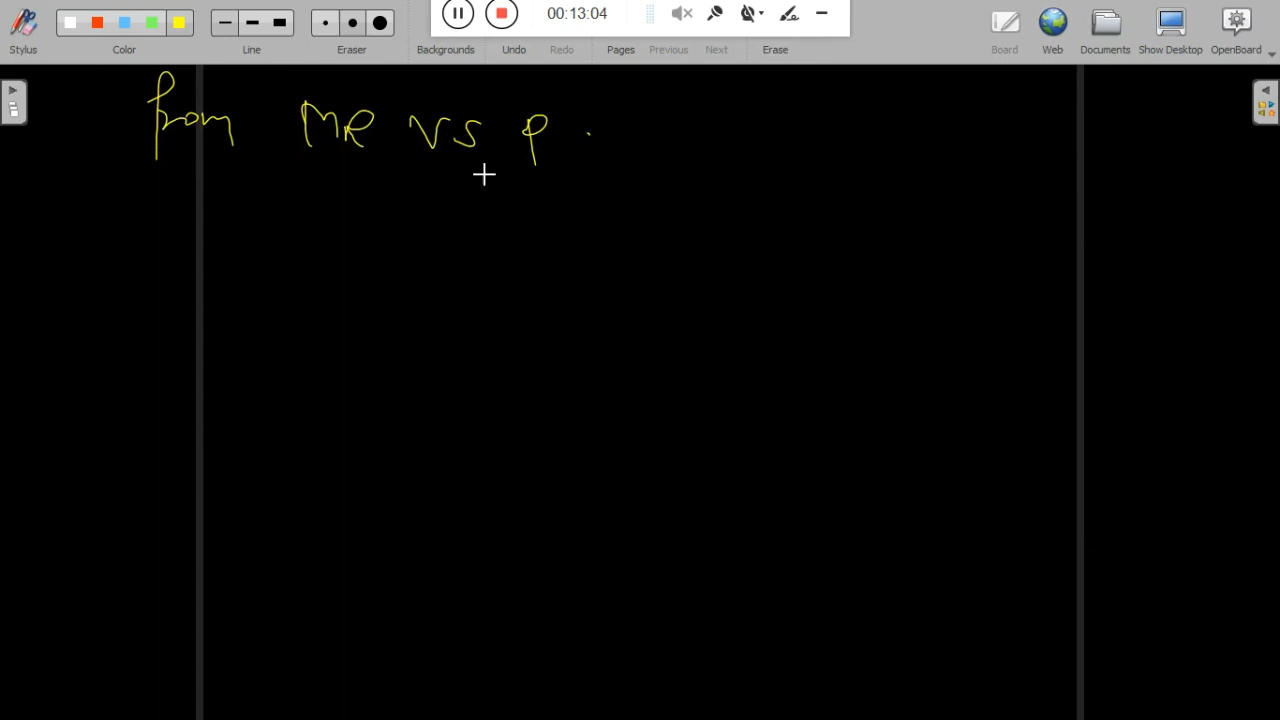 00:13:04
Stylus Color Line Eraser Backgrounds Undo Redo Pages Previous Next Erase Board Web Documents Show Desktop OpenBoard
from MR vs p.